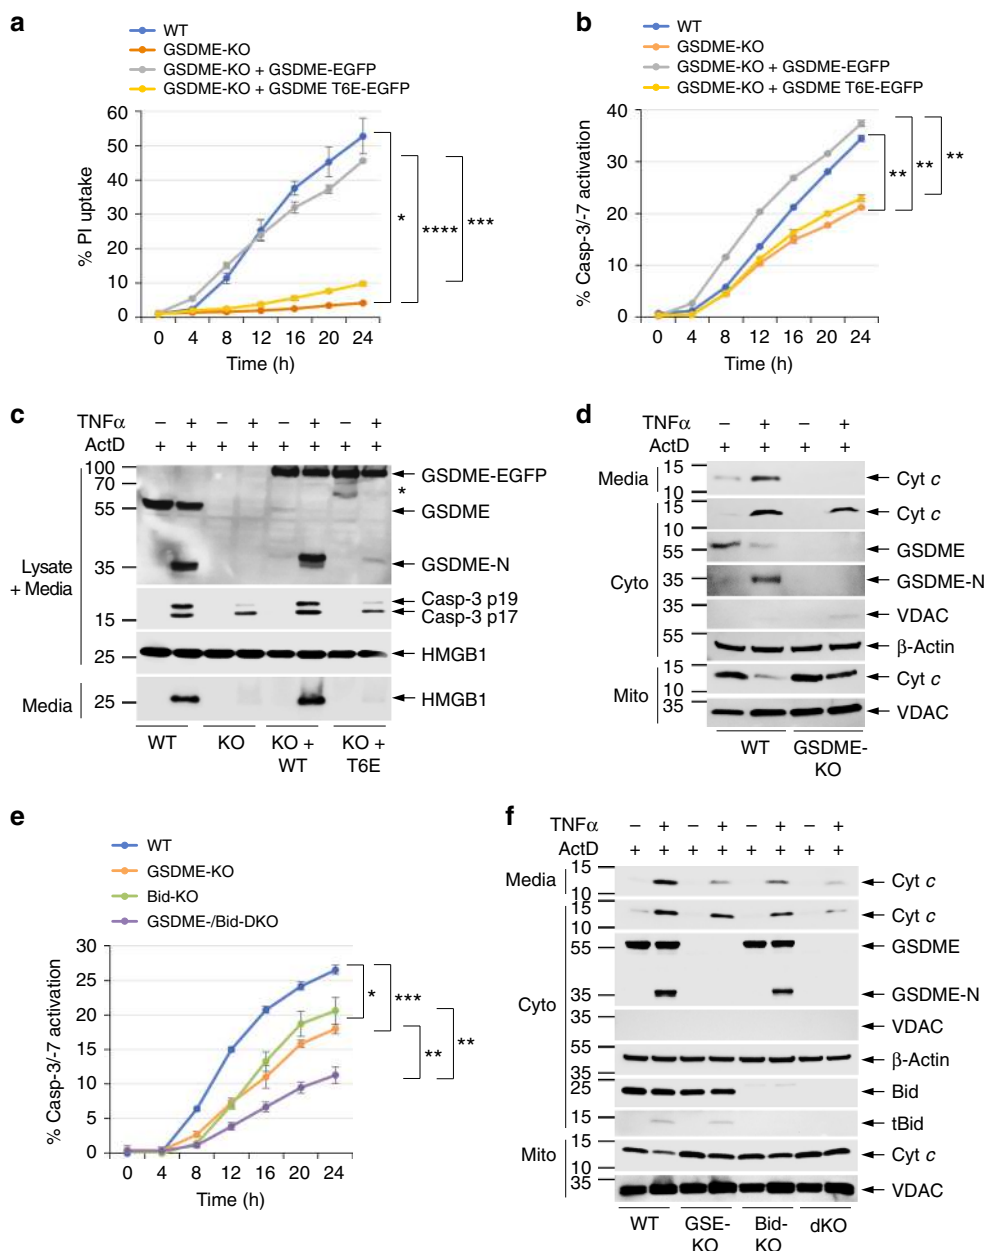 a
WT
GSDME-KO
GSDME-KO + GSDME-EGFP
GSDME-KO + GSDME T6E-EGFP
% PI uptake
60
50
40
30
20
10
0
0 4 8 12 16 20 24
Time (h)
* **** ***
b
WT
GSDME-KO
GSDME-KO + GSDME-EGFP
GSDME-KO + GSDME T6E-EGFP
% Casp-3/-7 activation
40
30
20
10
0
0 4 8 12 16 20 24
Time (h)
** ** **
c
TNFα – + – + – + – +
ActD + + + + + + + +
Lysate + Media
100
70
55
35
GSDME-EGFP
*
GSDME
GSDME-N
15
Casp-3 p19
Casp-3 p17
25
HMGB1
Media
25
HMGB1
WT
KO
KO + WT
KO + T6E
d
TNFα – + – +
ActD + + + +
Media
15
10
Cyt c
Cyto
15
10
Cyt c
55
GSDME
35
GSDME-N
35
VDAC
55
β-Actin
Mito
15
10
Cyt c
35
VDAC
WT
GSDME-KO
e
WT
GSDME-KO
Bid-KO
GSDME-/Bid-DKO
% Casp-3/-7 activation
30
25
20
15
10
5
0
0 4 8 12 16 20 24
Time (h)
* *** ** **
f
TNFα – + – + – + – +
ActD + + + + + + + +
Media
15
10
Cyt c
Cyto
15
10
Cyt c
55
GSDME
35
GSDME-N
35
VDAC
55
35
β-Actin
25
Bid
15
tBid
Mito
15
10
Cyt c
35
VDAC
WT
GSE-KO
Bid-KO
dKO